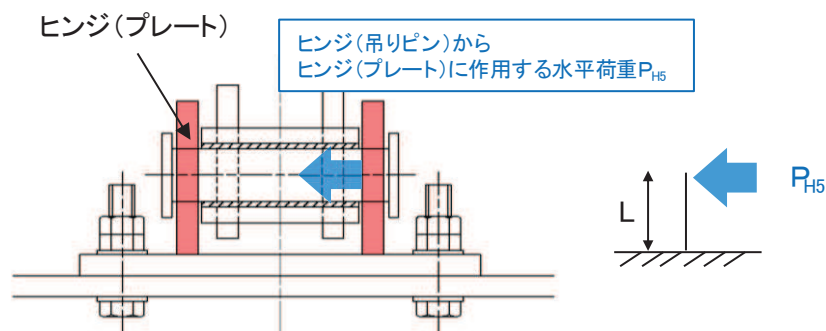 ヒンジ（プレート）
ヒンジ（吊りピン）から
ヒンジ（プレート）に作用する水平荷重PH5
PH5
L